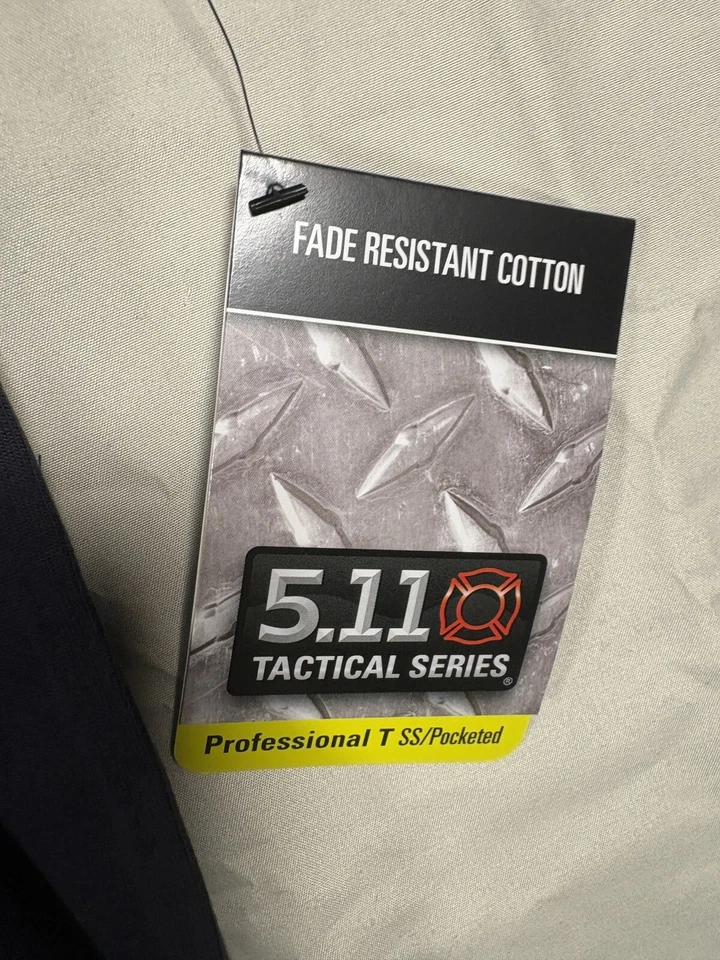 FADE RESISTANT COTTON
5.11
TACTICAL SERIES®
Professional T SS/Pocketed